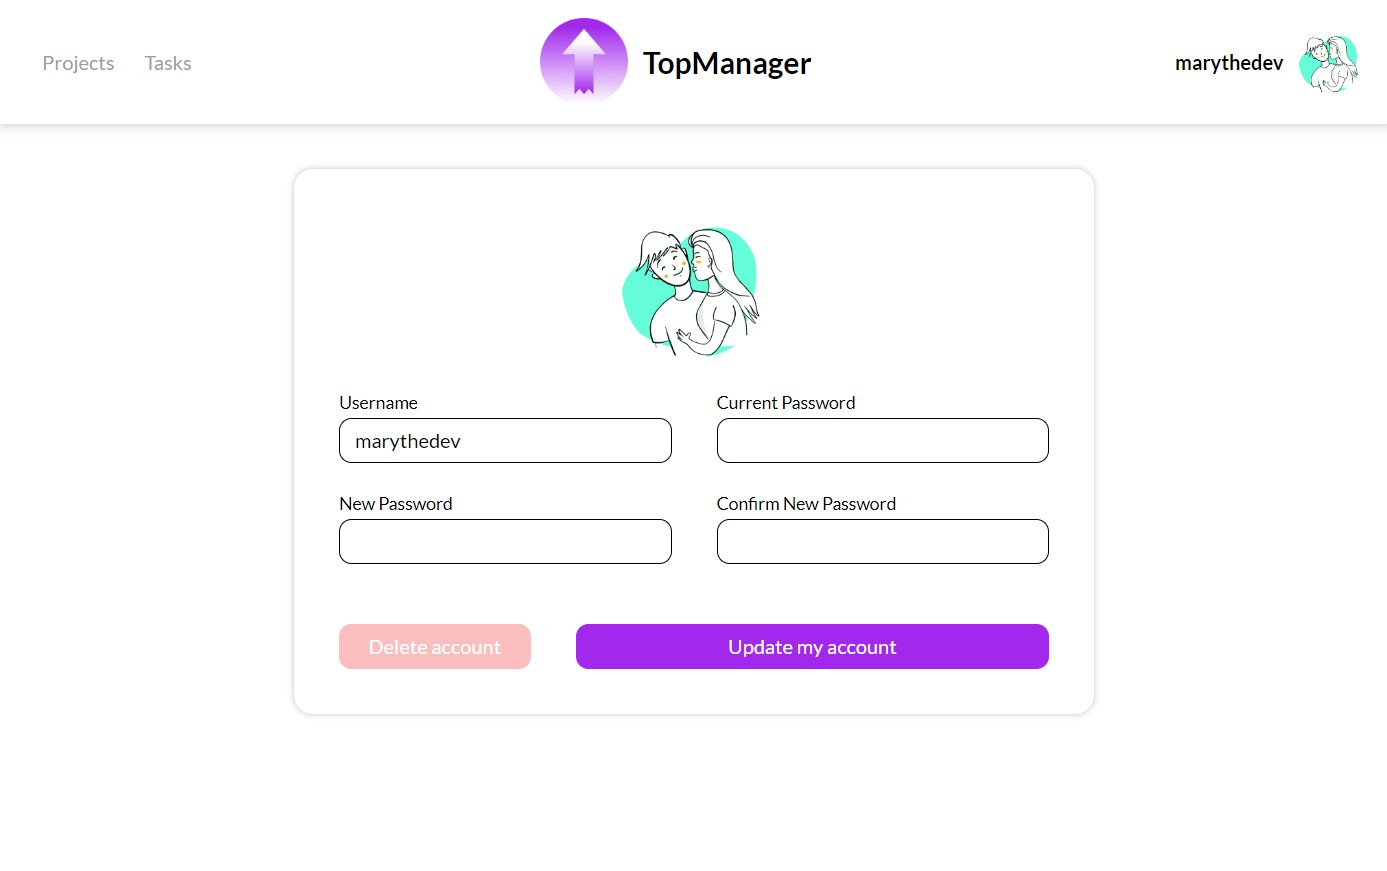 Projects Tasks TopManager marythedev
Username Current Password
marythedev
New Password Confirm New Password
Delete account Update my account